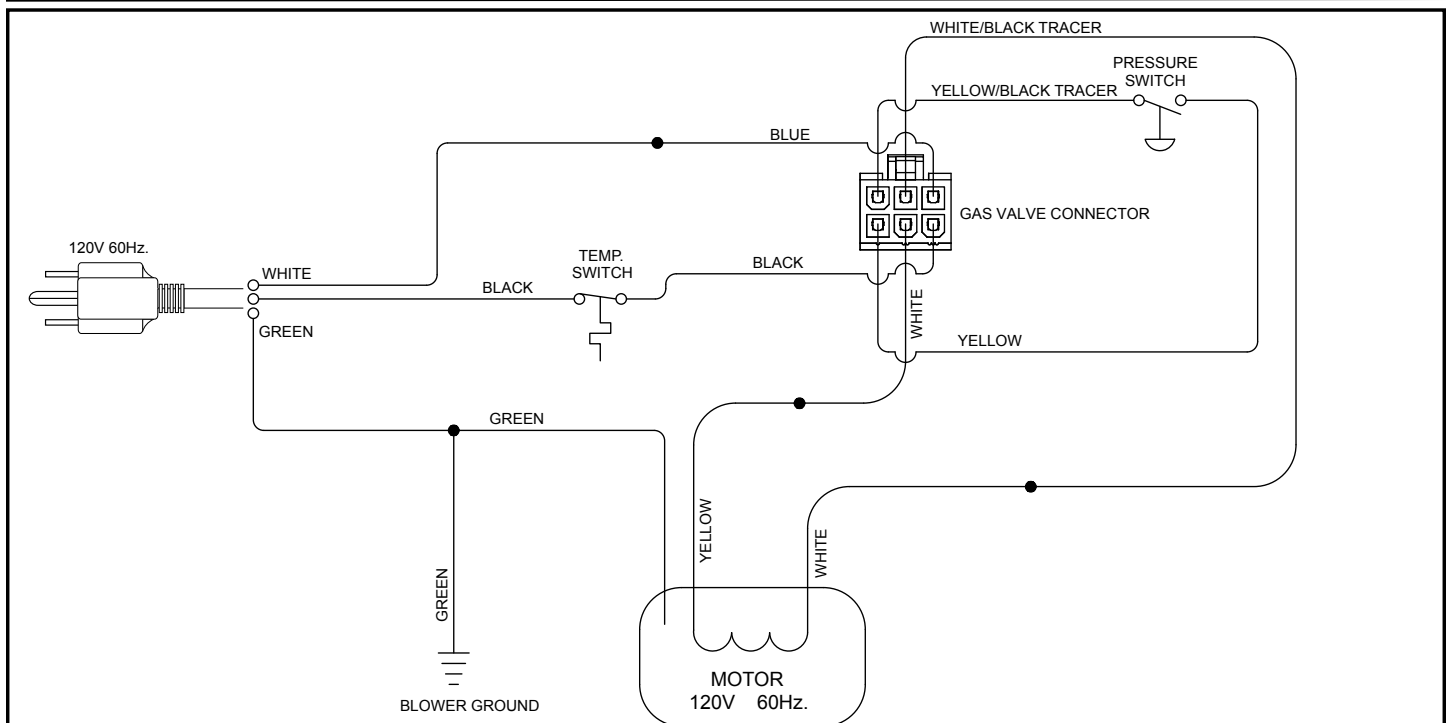 WHITE/BLACK TRACER
PRESSURE
SWITCH
YELLOW/BLACK TRACER
BLUE
GAS VALVE CONNECTOR
120V 60Hz.
WHITE
TEMP.
SWITCH
BLACK
BLACK
WHITE
GREEN
YELLOW
GREEN
YELLOW
WHITE
GREEN
MOTOR
120V 60Hz.
BLOWER GROUND